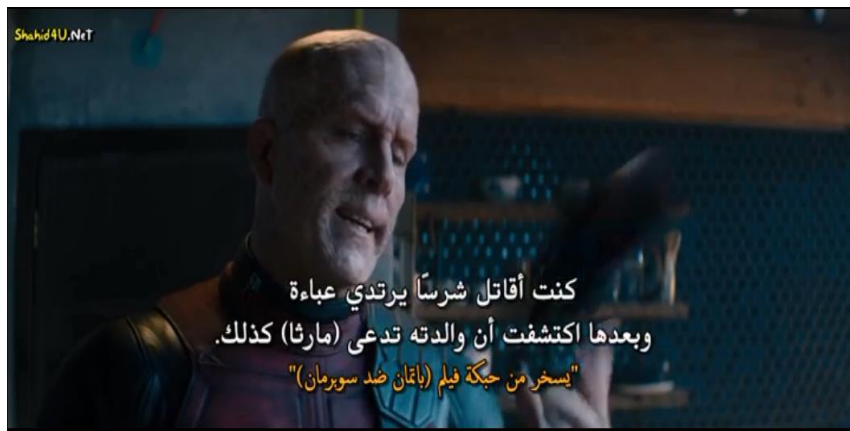 Shahid4U.NeT
كنت أقاتل شرسًا يرتدي عباءة
وبعدها اكتشفت أن والدته تدعى (مارثا) كذلك.
"يسخر من حبكة فيلم (باتمان ضد سوبرمان)"